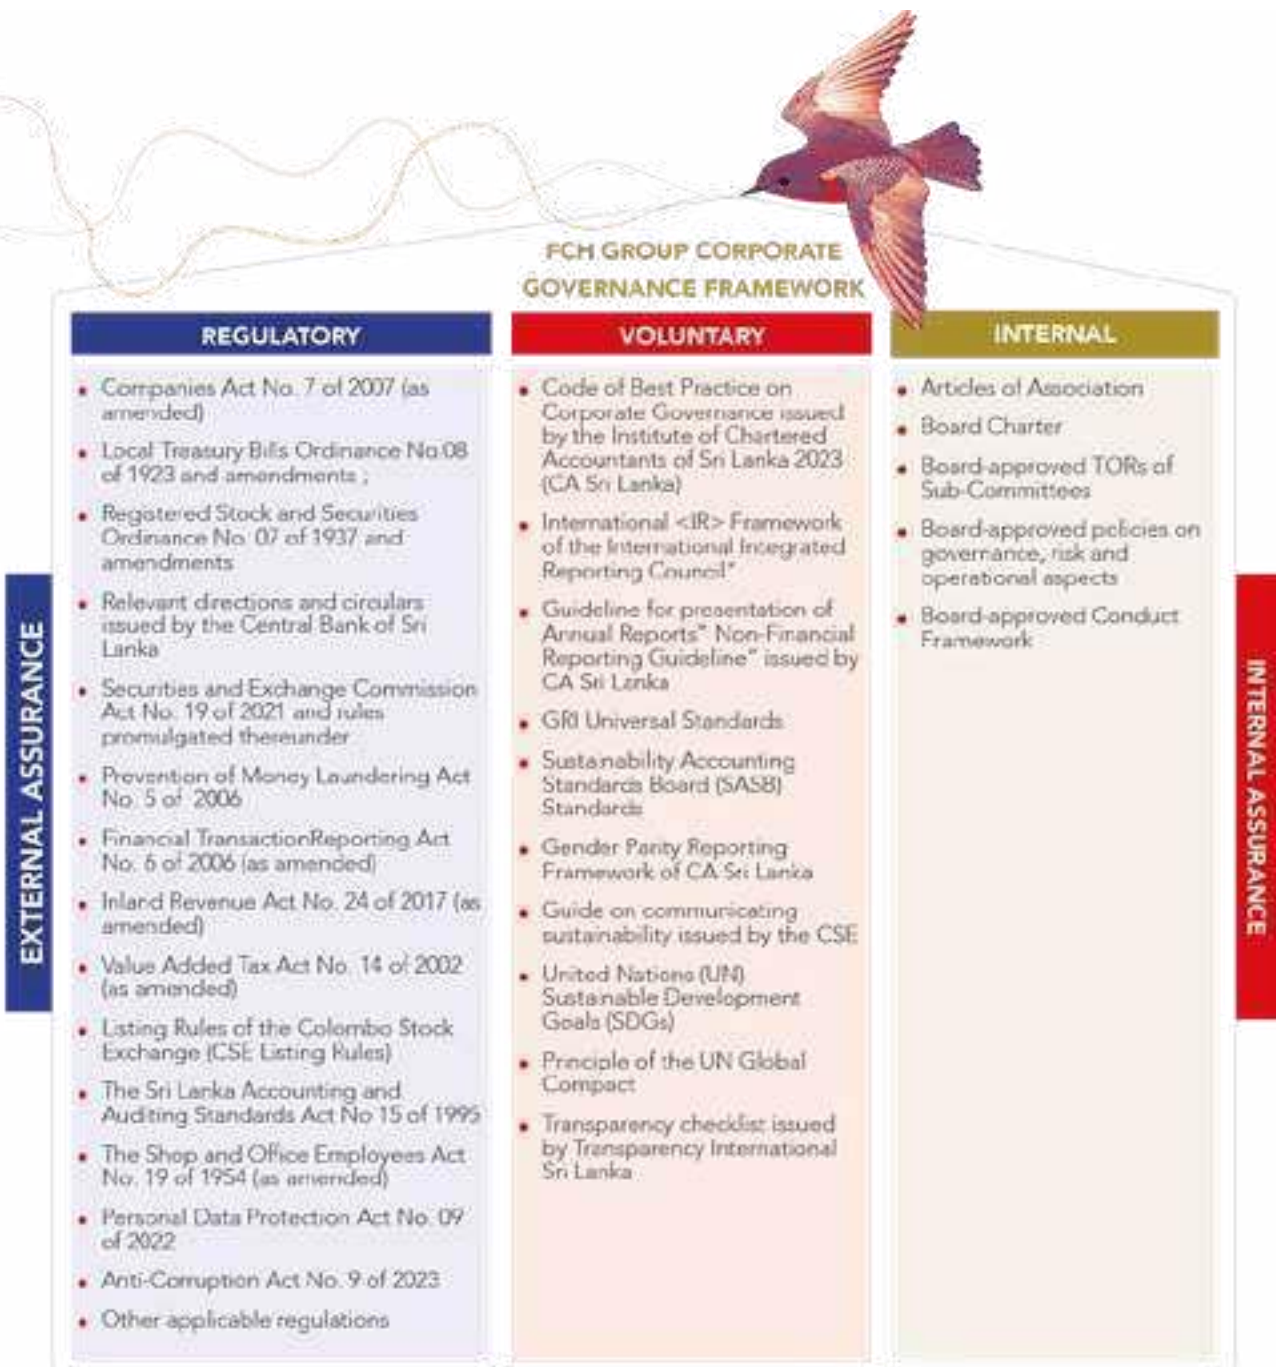 FCH GROUP CORPORATE
GOVERNANCE FRAMEWORK
REGULATORY
• Companies Act No. 7 of 2007 (as
amended)
• Local Treasury Bills Ordinance No.08
of 1923 and amendments ;
• Registered Stock and Securities
Ordinance No. 07 of 1937 and
amendments
• Relevant directions and circulars
issued by the Central Bank of Sri
Lanka
• Securities and Exchange Commission
Act No. 19 of 2021 and rules
promulgated thereunder
• Prevention of Money Laundering Act
No. 5 of 2006
• Financial TransactionReporting Act
No. 6 of 2006 (as amended)
• Inland Revenue Act No. 24 of 2017 (as
amended)
• Value Added Tax Act No. 14 of 2002
(as amended)
• Listing Rules of the Colombo Stock
Exchange (CSE Listing Rules)
• The Sri Lanka Accounting and
Auditing Standards Act No 15 of 1995
• The Shop and Office Employees Act
No. 19 of 1954 (as amended)
• Personal Data Protection Act No. 09
of 2022
• Anti-Corruption Act No. 9 of 2023
• Other applicable regulations
VOLUNTARY
• Code of Best Practice on
Corporate Governance issued
by the Institute of Chartered
Accountants of Sri Lanka 2023
(CA Sri Lanka)
• International <IR> Framework
of the International Integrated
Reporting Council"
• Guideline for presentation of
Annual Reports" Non-Financial
Reporting Guideline" issued by
CA Sri Lanka
• GRI Universal Standards
• Sustainability Accounting
Standards Board (SASB)
Standards
• Gender Parity Reporting
Framework of CA Sri Lanka
• Guide on communicating
sustainability issued by the CSE
• United Nations (UN)
Sustainable Development
Goals (SDGs)
• Principle of the UN Global
Compact
• Transparency checklist issued
by Transparency International
Sri Lanka
INTERNAL
• Articles of Association
• Board Charter
• Board-approved TORs of
Sub-Committees
• Board-approved policies on
governance, risk and
operational aspects
• Board-approved Conduct
Framework
EXTERNAL ASSURANCE
INTERNAL ASSURANCE